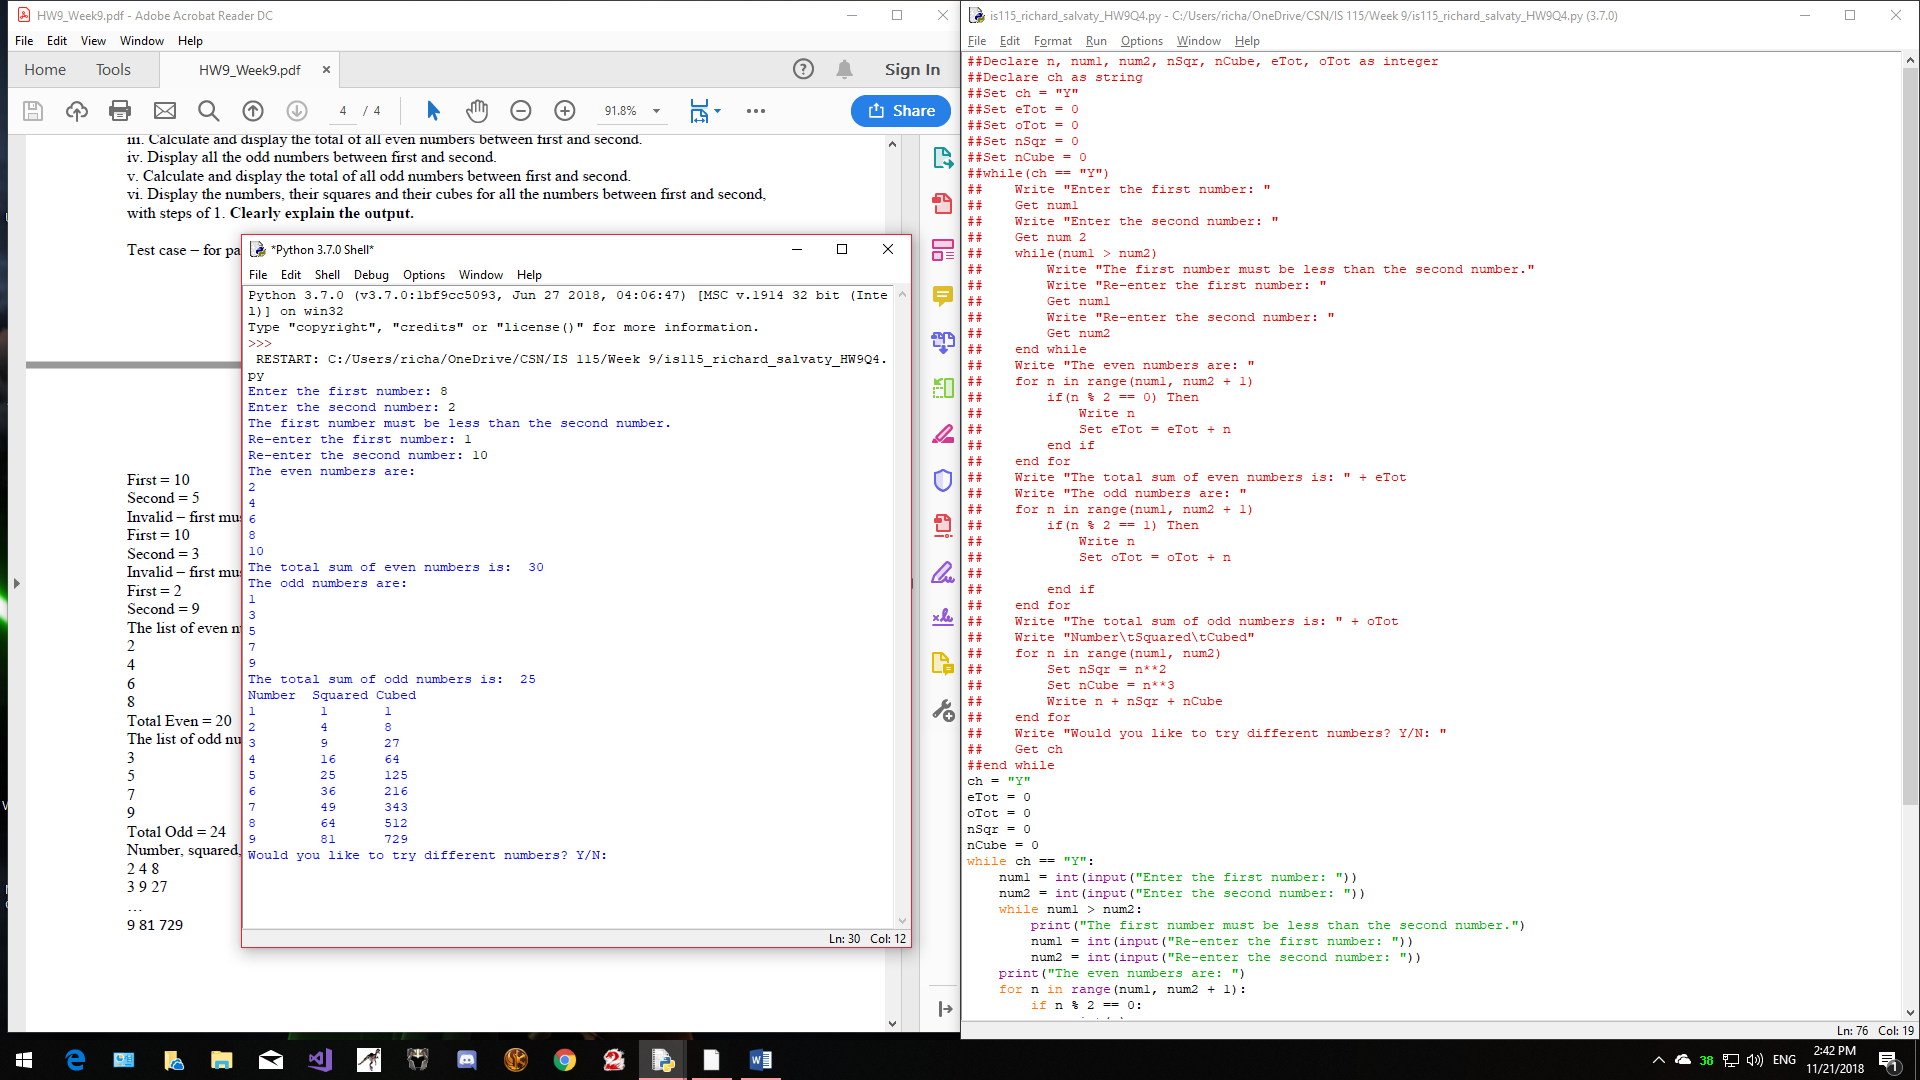 HW9_Week9.pdf - Adobe Acrobat Reader DC
File Edit View Window Help
Home Tools HW9_Week9.pdf × Sign In
4 / 4 91.8% Share
iii. Calculate and display the total of all even numbers between first and second.
iv. Display all the odd numbers between first and second.
v. Calculate and display the total of all odd numbers between first and second.
vi. Display the numbers, their squares and their cubes for all the numbers between first and second,
with steps of 1. Clearly explain the output.
Test case – for pa
First = 10
Second = 5
Invalid – first mu
First = 10
Second = 3
Invalid – first mu
First = 2
Second = 9
The list of even n
2
4
6
8
Total Even = 20
The list of odd nu
3
5
7
9
Total Odd = 24
Number, squared,
2 4 8
3 9 27
…
9 81 729
*Python 3.7.0 Shell*
File Edit Shell Debug Options Window Help
Python 3.7.0 (v3.7.0:1bf9cc5093, Jun 27 2018, 04:06:47) [MSC v.1914 32 bit (Inte
l)] on win32
Type "copyright", "credits" or "license()" for more information.
>>>
 RESTART: C:/Users/richa/OneDrive/CSN/IS 115/Week 9/is115_richard_salvaty_HW9Q4.
py
Enter the first number: 8
Enter the second number: 2
The first number must be less than the second number.
Re-enter the first number: 1
Re-enter the second number: 10
The even numbers are:
2
4
6
8
10
The total sum of even numbers is:  30
The odd numbers are:
1
3
5
7
9
The total sum of odd numbers is:  25
Number  Squared Cubed
1 1 1
2 4 8
3 9 27
4 16 64
5 25 125
6 36 216
7 49 343
8 64 512
9 81 729
Would you like to try different numbers? Y/N:
Ln: 30 Col: 12
is115_richard_salvaty_HW9Q4.py - C:/Users/richa/OneDrive/CSN/IS 115/Week 9/is115_richard_salvaty_HW9Q4.py (3.7.0)
File Edit Format Run Options Window Help
##Declare n, num1, num2, nSqr, nCube, eTot, oTot as integer
##Declare ch as string
##Set ch = "Y"
##Set eTot = 0
##Set oTot = 0
##Set nSqr = 0
##Set nCube = 0
##while(ch == "Y")
##    Write "Enter the first number: "
##    Get num1
##    Write "Enter the second number: "
##    Get num 2
##    while(num1 > num2)
##        Write "The first number must be less than the second number."
##        Write "Re-enter the first number: "
##        Get num1
##        Write "Re-enter the second number: "
##        Get num2
##    end while
##    Write "The even numbers are: "
##    for n in range(num1, num2 + 1)
##        if(n % 2 == 0) Then
##            Write n
##            Set eTot = eTot + n
##        end if
##    end for
##    Write "The total sum of even numbers is: " + eTot
##    Write "The odd numbers are: "
##    for n in range(num1, num2 + 1)
##        if(n % 2 == 1) Then
##            Write n
##            Set oTot = oTot + n
##
##        end if
##    end for
##    Write "The total sum of odd numbers is: " + oTot
##    Write "Number\tSquared\tCubed"
##    for n in range(num1, num2)
##        Set nSqr = n**2
##        Set nCube = n**3
##        Write n + nSqr + nCube
##    end for
##    Write "Would you like to try different numbers? Y/N: "
##    Get ch
##end while
ch = "Y"
eTot = 0
oTot = 0
nSqr = 0
nCube = 0
while ch == "Y":
    num1 = int(input("Enter the first number: "))
    num2 = int(input("Enter the second number: "))
    while num1 > num2:
        print("The first number must be less than the second number.")
        num1 = int(input("Re-enter the first number: "))
        num2 = int(input("Re-enter the second number: "))
    print("The even numbers are: ")
    for n in range(num1, num2 + 1):
        if n % 2 == 0:
Ln: 76 Col: 19
38 ENG 2:42 PM
11/21/2018 1